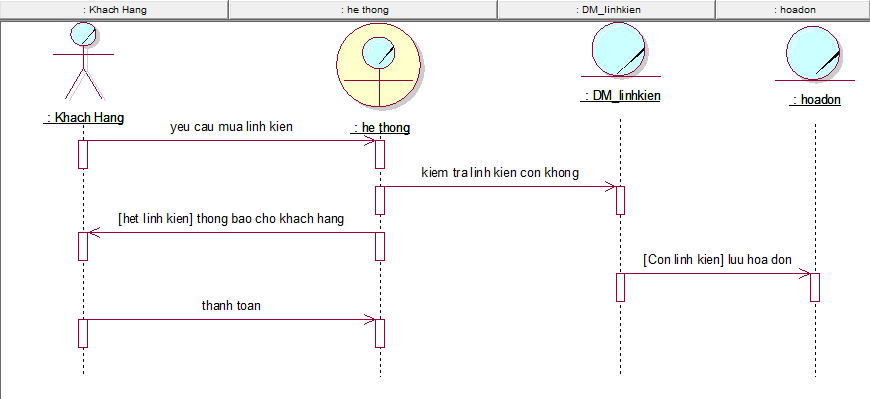 : Khach Hang
: he thong
: DM_linhkien
: hoadon
: Khach Hang
: he thong
: DM_linhkien
: hoadon
yeu cau mua linh kien
kiem tra linh kien con khong
[het linh kien] thong bao cho khach hang
[Con linh kien] luu hoa don
thanh toan